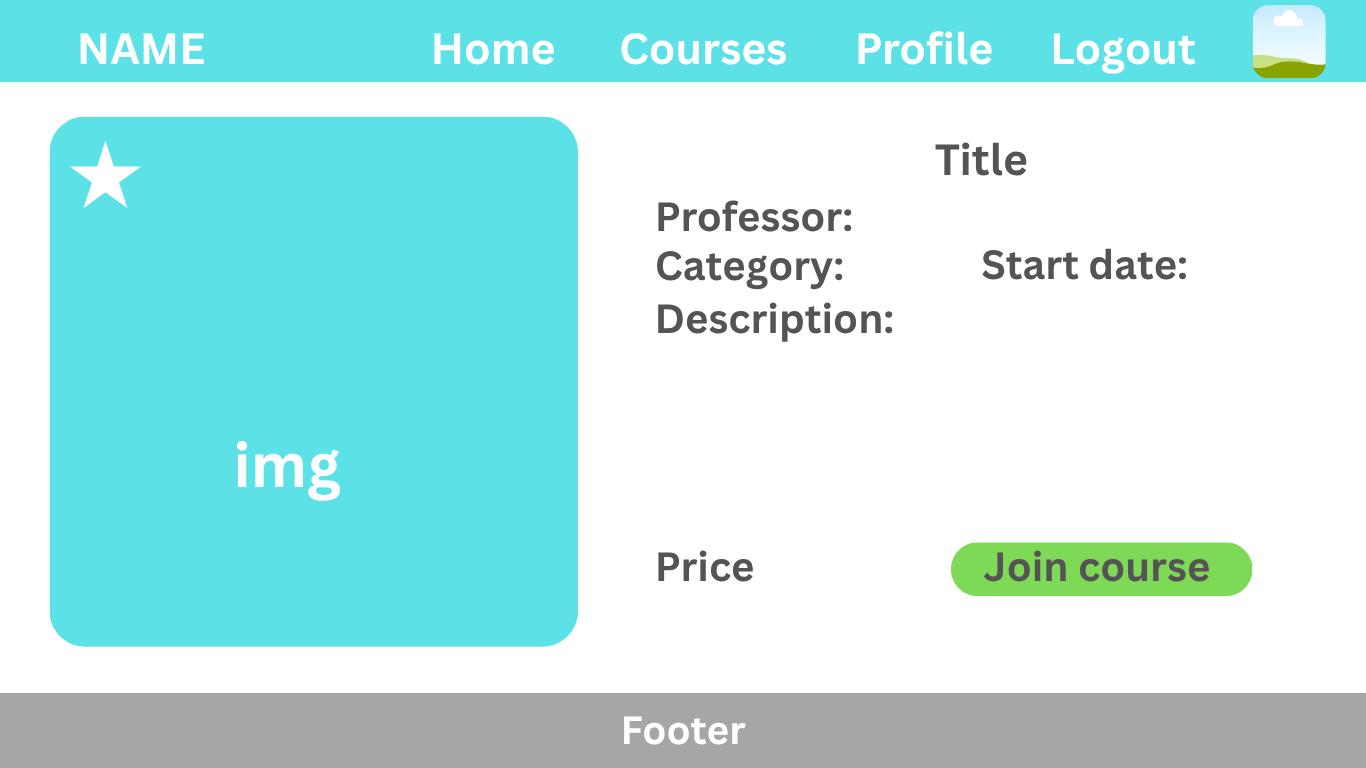 NAME Home Courses Profile Logout
Title
Professor:
Category: Start date:
Description:
img
Price Join course
Footer